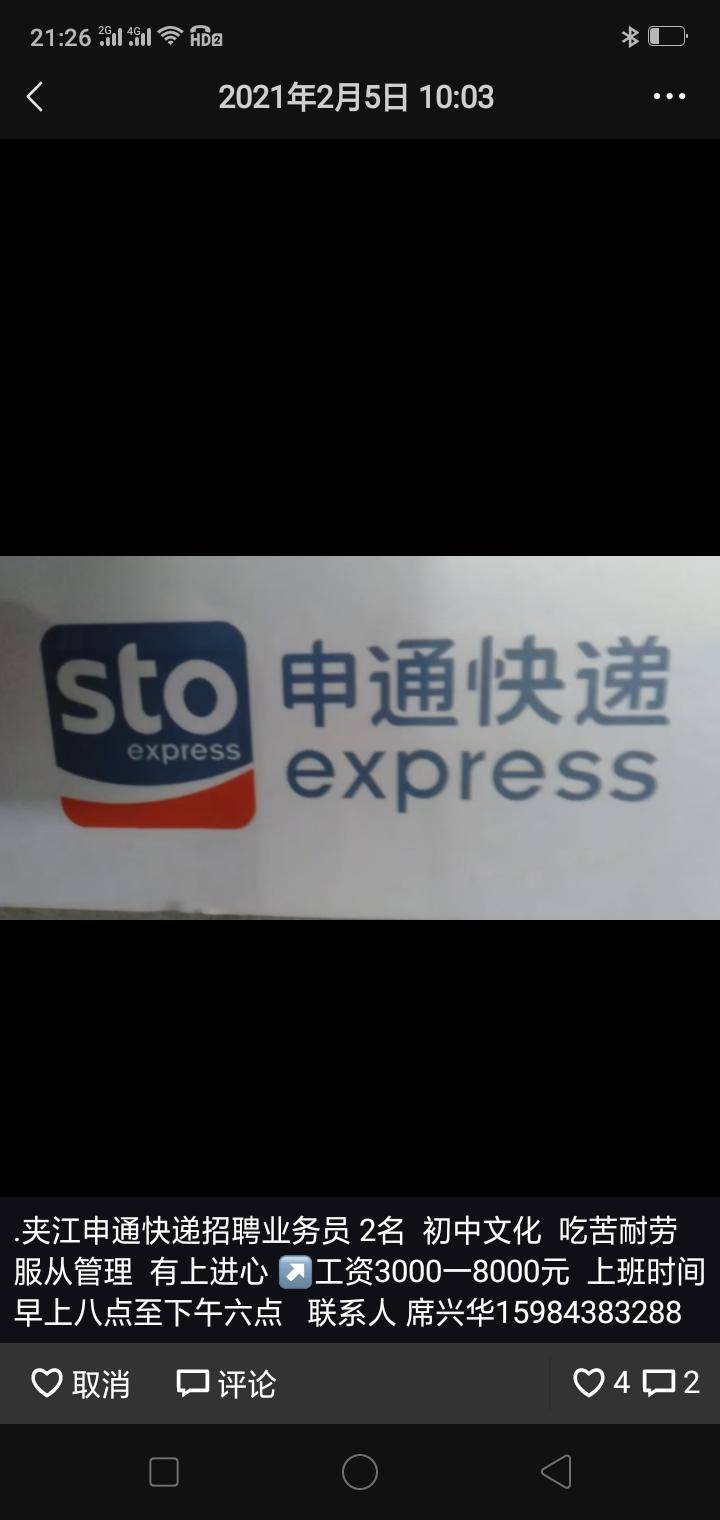 21:26 2G 4G HD2
2021年2月5日 10:03
sto 申通快递
express express
.夹江申通快递招聘业务员 2名 初中文化 吃苦耐劳
服从管理 有上进心 ↗️工资3000一8000元 上班时间
早上八点至下午六点 联系人 席兴华15984383288
取消 评论 4 2